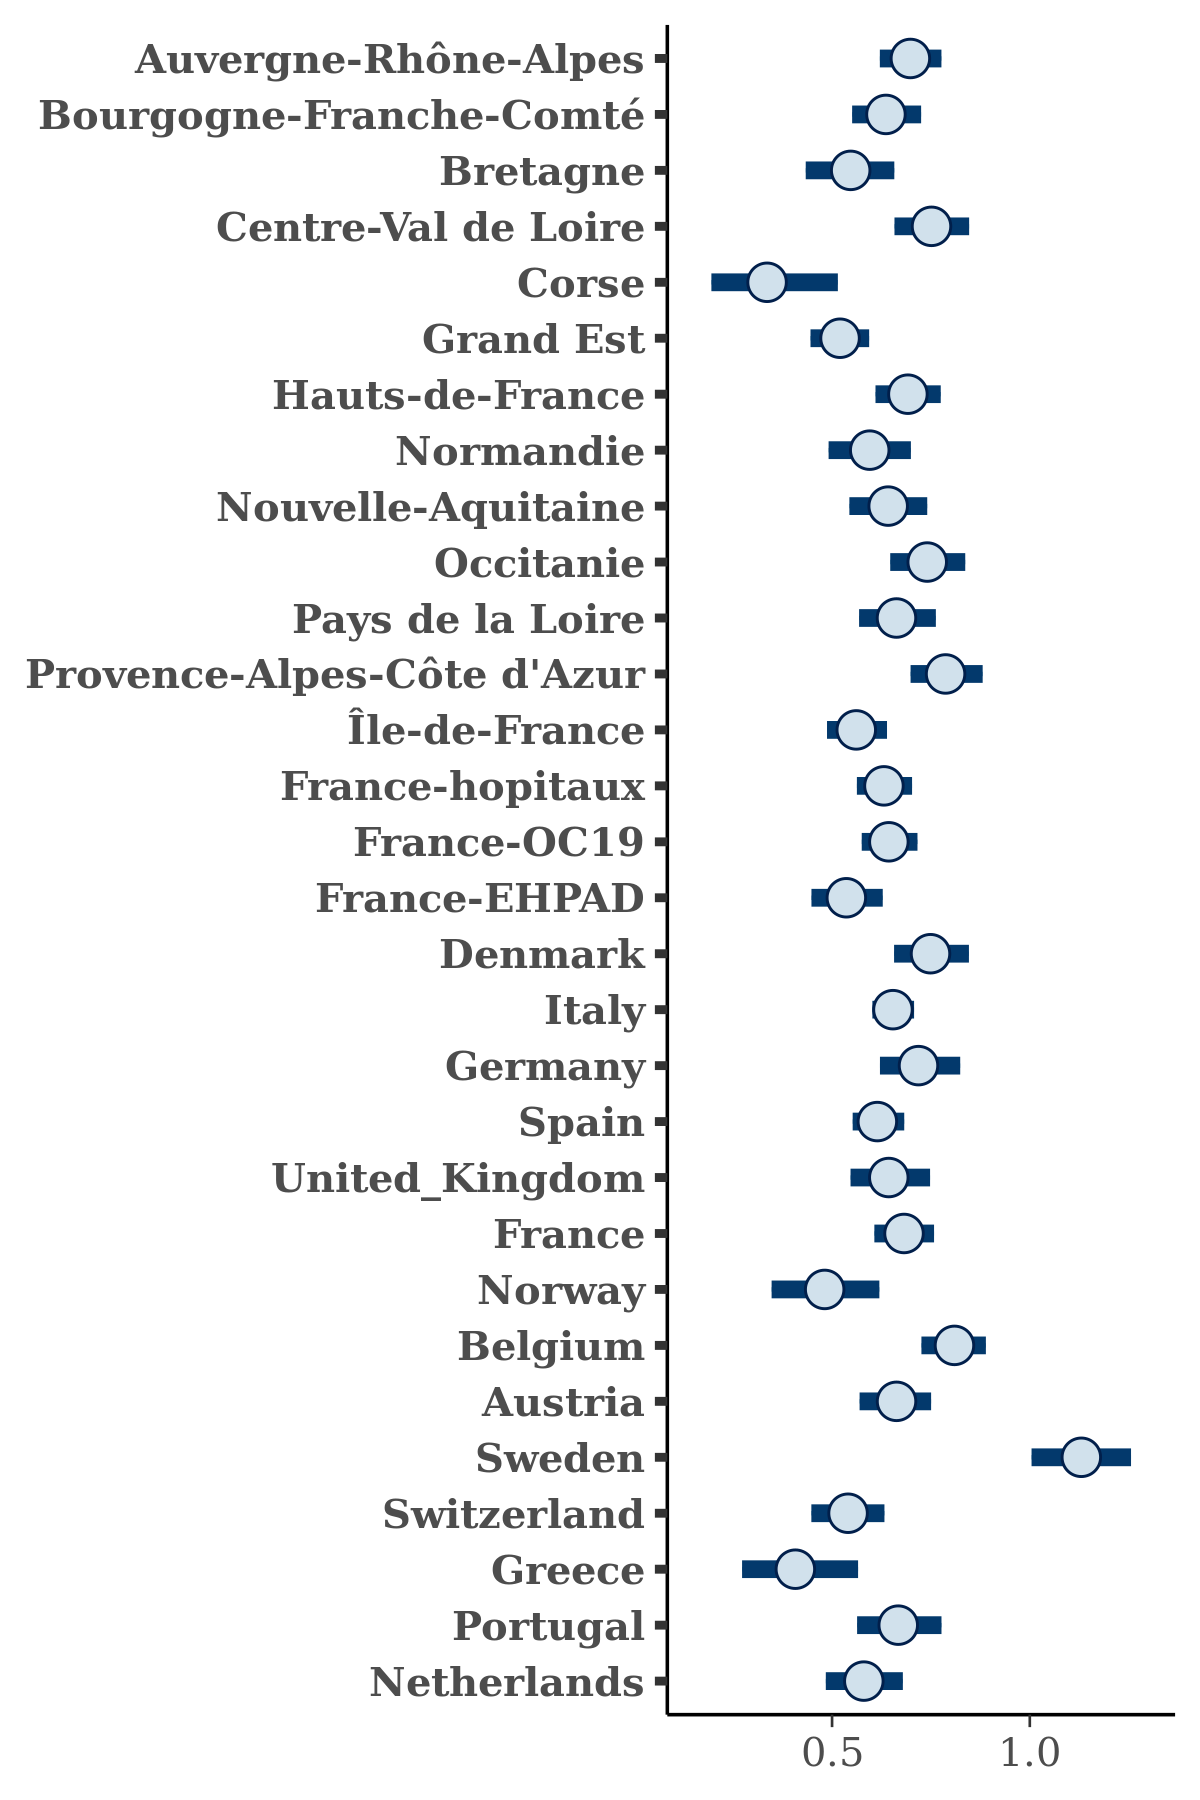 Auvergne-Rhône-Alpes
Bourgogne-Franche-Comté
Bretagne
Centre-Val de Loire
Corse
Grand Est
Hauts-de-France
Normandie
Nouvelle-Aquitaine
Occitanie
Pays de la Loire
Provence-Alpes-Côte d'Azur
Île-de-France
France-hopitaux
France-OC19
France-EHPAD
Denmark
Italy
Germany
Spain
United_Kingdom
France
Norway
Belgium
Austria
Sweden
Switzerland
Greece
Portugal
Netherlands
0.5 1.0